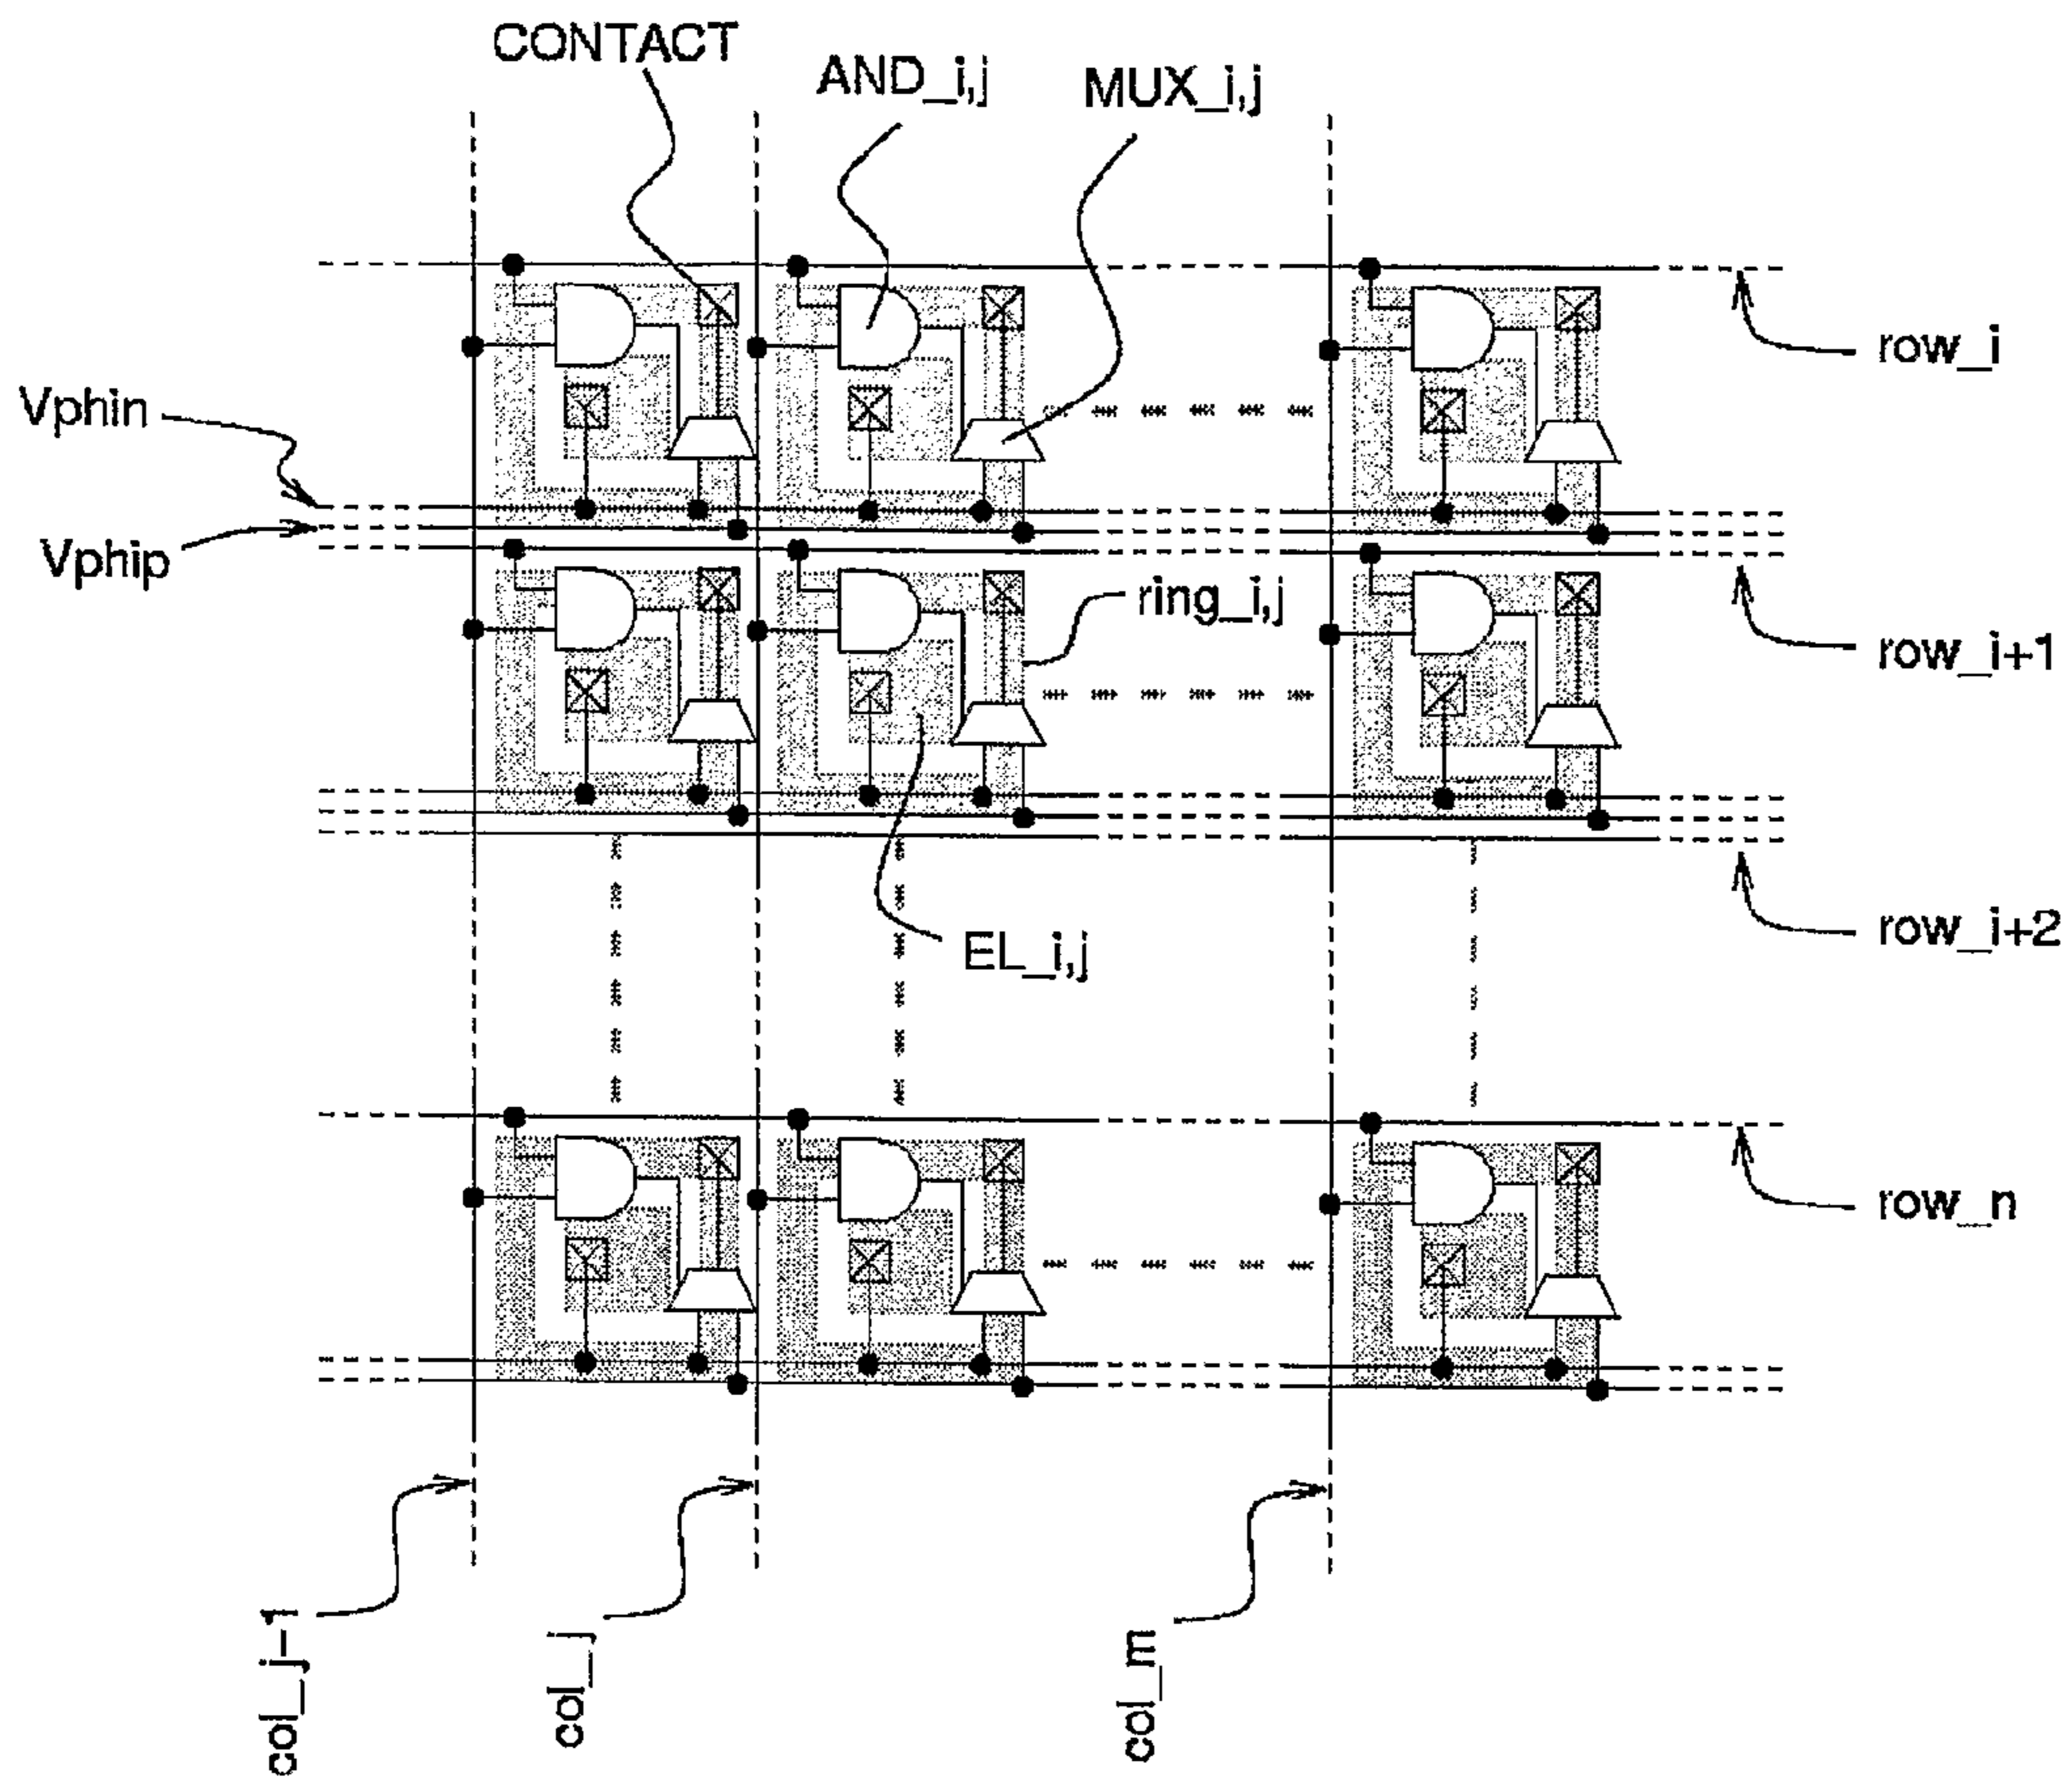 CONTACT
AND_i,j
MUX_i,j
row_i
Vphin
Vphip
ring_i,j
row_i+1
EL_i,j
row_i+2
row_n
col_j-1
col_j
col_m